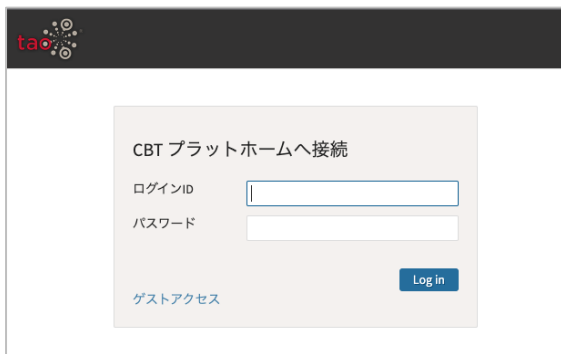 tao
CBT プラットホームへ接続
ログインID
パスワード
Log in
ゲストアクセス